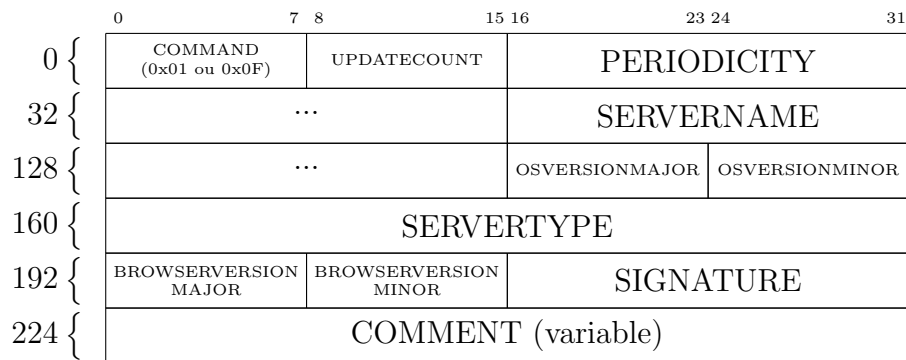 0 7 8 15 16 23 24 31
0 { COMMAND (0x01 ou 0x0F) UPDATECOUNT PERIODICITY
32 { ... SERVERNAME
128 { ... OSVERSIONMAJOR OSVERSIONMINOR
160 { SERVERTYPE
192 { BROWSERVERSION MAJOR BROWSERVERSION MINOR SIGNATURE
224 { COMMENT (variable)